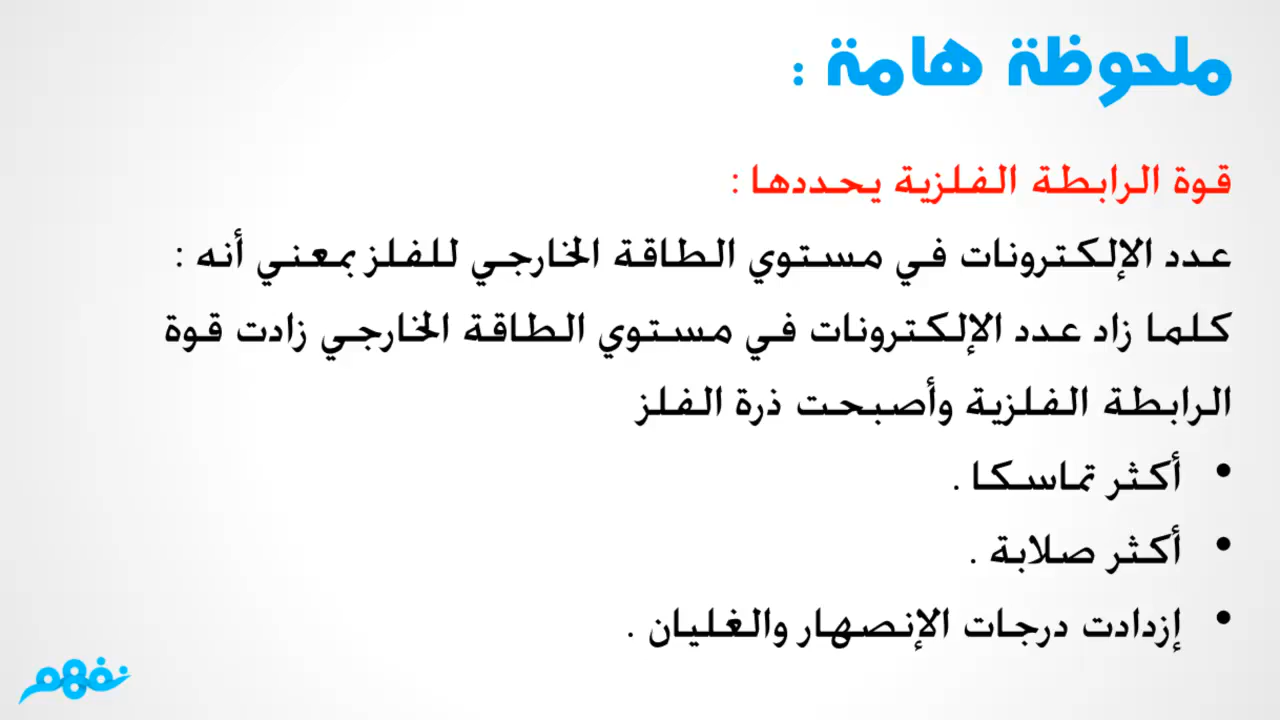 ملحوظة هامة :
قوة الرابطة الفلزية يحددها :
عدد الإلكترونات في مستوي الطاقة الخارجي للفلز بمعني أنه :
كلما زاد عدد الإلكترونات في مستوي الطاقة الخارجي زادت قوة
الرابطة الفلزية وأصبحت ذرة الفلز
• أكثر تماسكا .
• أكثر صلابة .
• إزدادت درجات الإنصهار والغليان .
نفهم